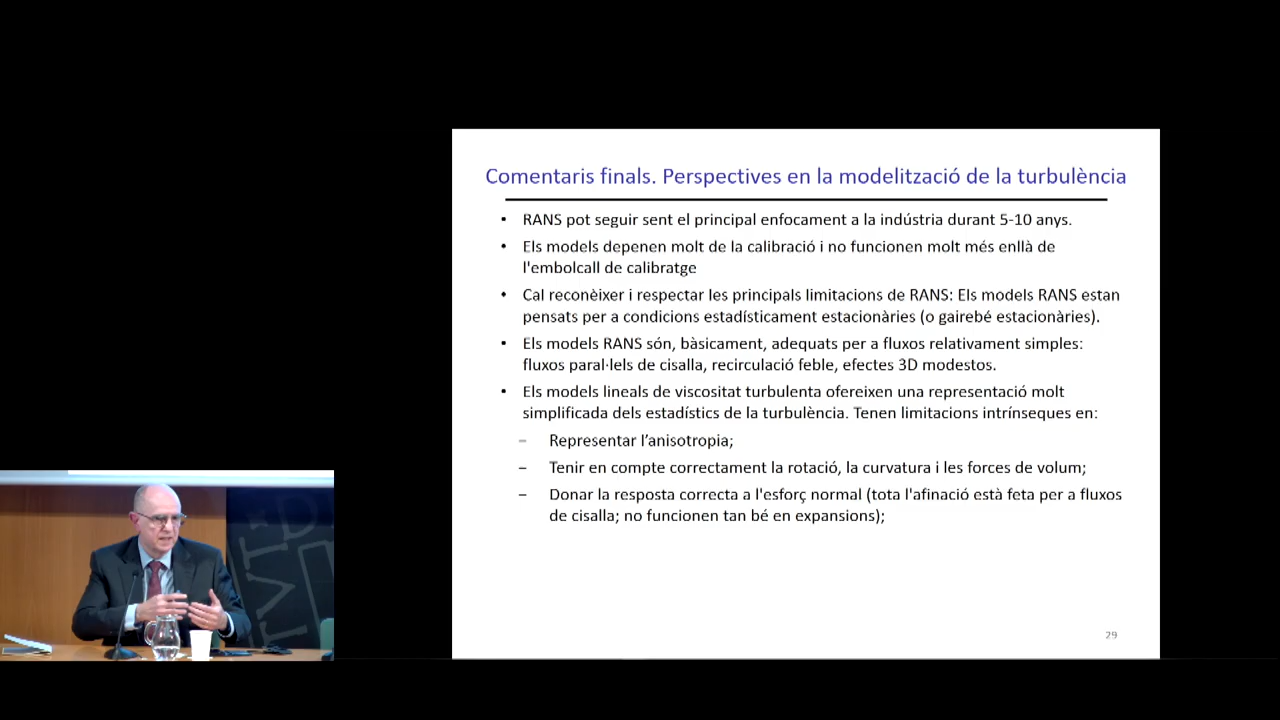 Comentaris finals. Perspectives en la modelització de la turbulència
• RANS pot seguir sent el principal enfocament a la indústria durant 5-10 anys.
• Els models depenen molt de la calibració i no funcionen molt més enllà de
l'embolcall de calibratge
• Cal reconèixer i respectar les principals limitacions de RANS: Els models RANS estan
pensats per a condicions estadísticament estacionàries (o gairebé estacionàries).
• Els models RANS són, bàsicament, adequats per a fluxos relativament simples:
fluxos paral·lels de cisalla, recirculació feble, efectes 3D modestos.
• Els models lineals de viscositat turbulenta ofereixen una representació molt
simplificada dels estadístics de la turbulència. Tenen limitacions intrínseques en:
– Representar l’anisotropia;
– Tenir en compte correctament la rotació, la curvatura i les forces de volum;
– Donar la resposta correcta a l'esforç normal (tota l'afinació està feta per a fluxos
de cisalla; no funcionen tan bé en expansions);
29